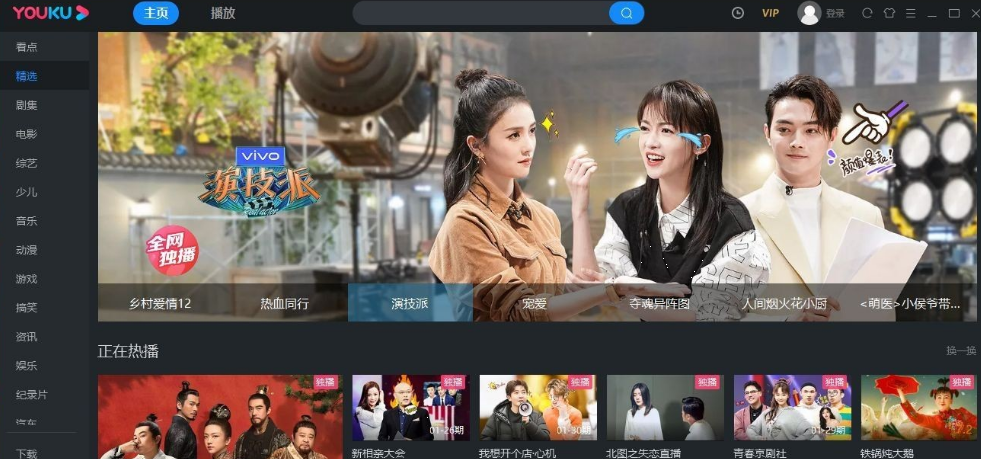 YOUKU
主页
播放
VIP
登录
看点
精选
剧集
电影
综艺
少儿
音乐
动漫
游戏
搞笑
资讯
娱乐
纪录片
汽车
下载
vivo
演技派
全网
独播
颜值爆表!
乡村爱情12
热血同行
演技派
宠爱
夺魂异阵图
人间烟火花小厨
<萌医>小侯爷带...
正在热播
换一换
独播
独播
独播
独播
独播
独播
01-26期
01-30期
01-29期
新相亲大会
我想开个店·心机
北图之失恋直播
青春京剧社
铁锅炖大鹅